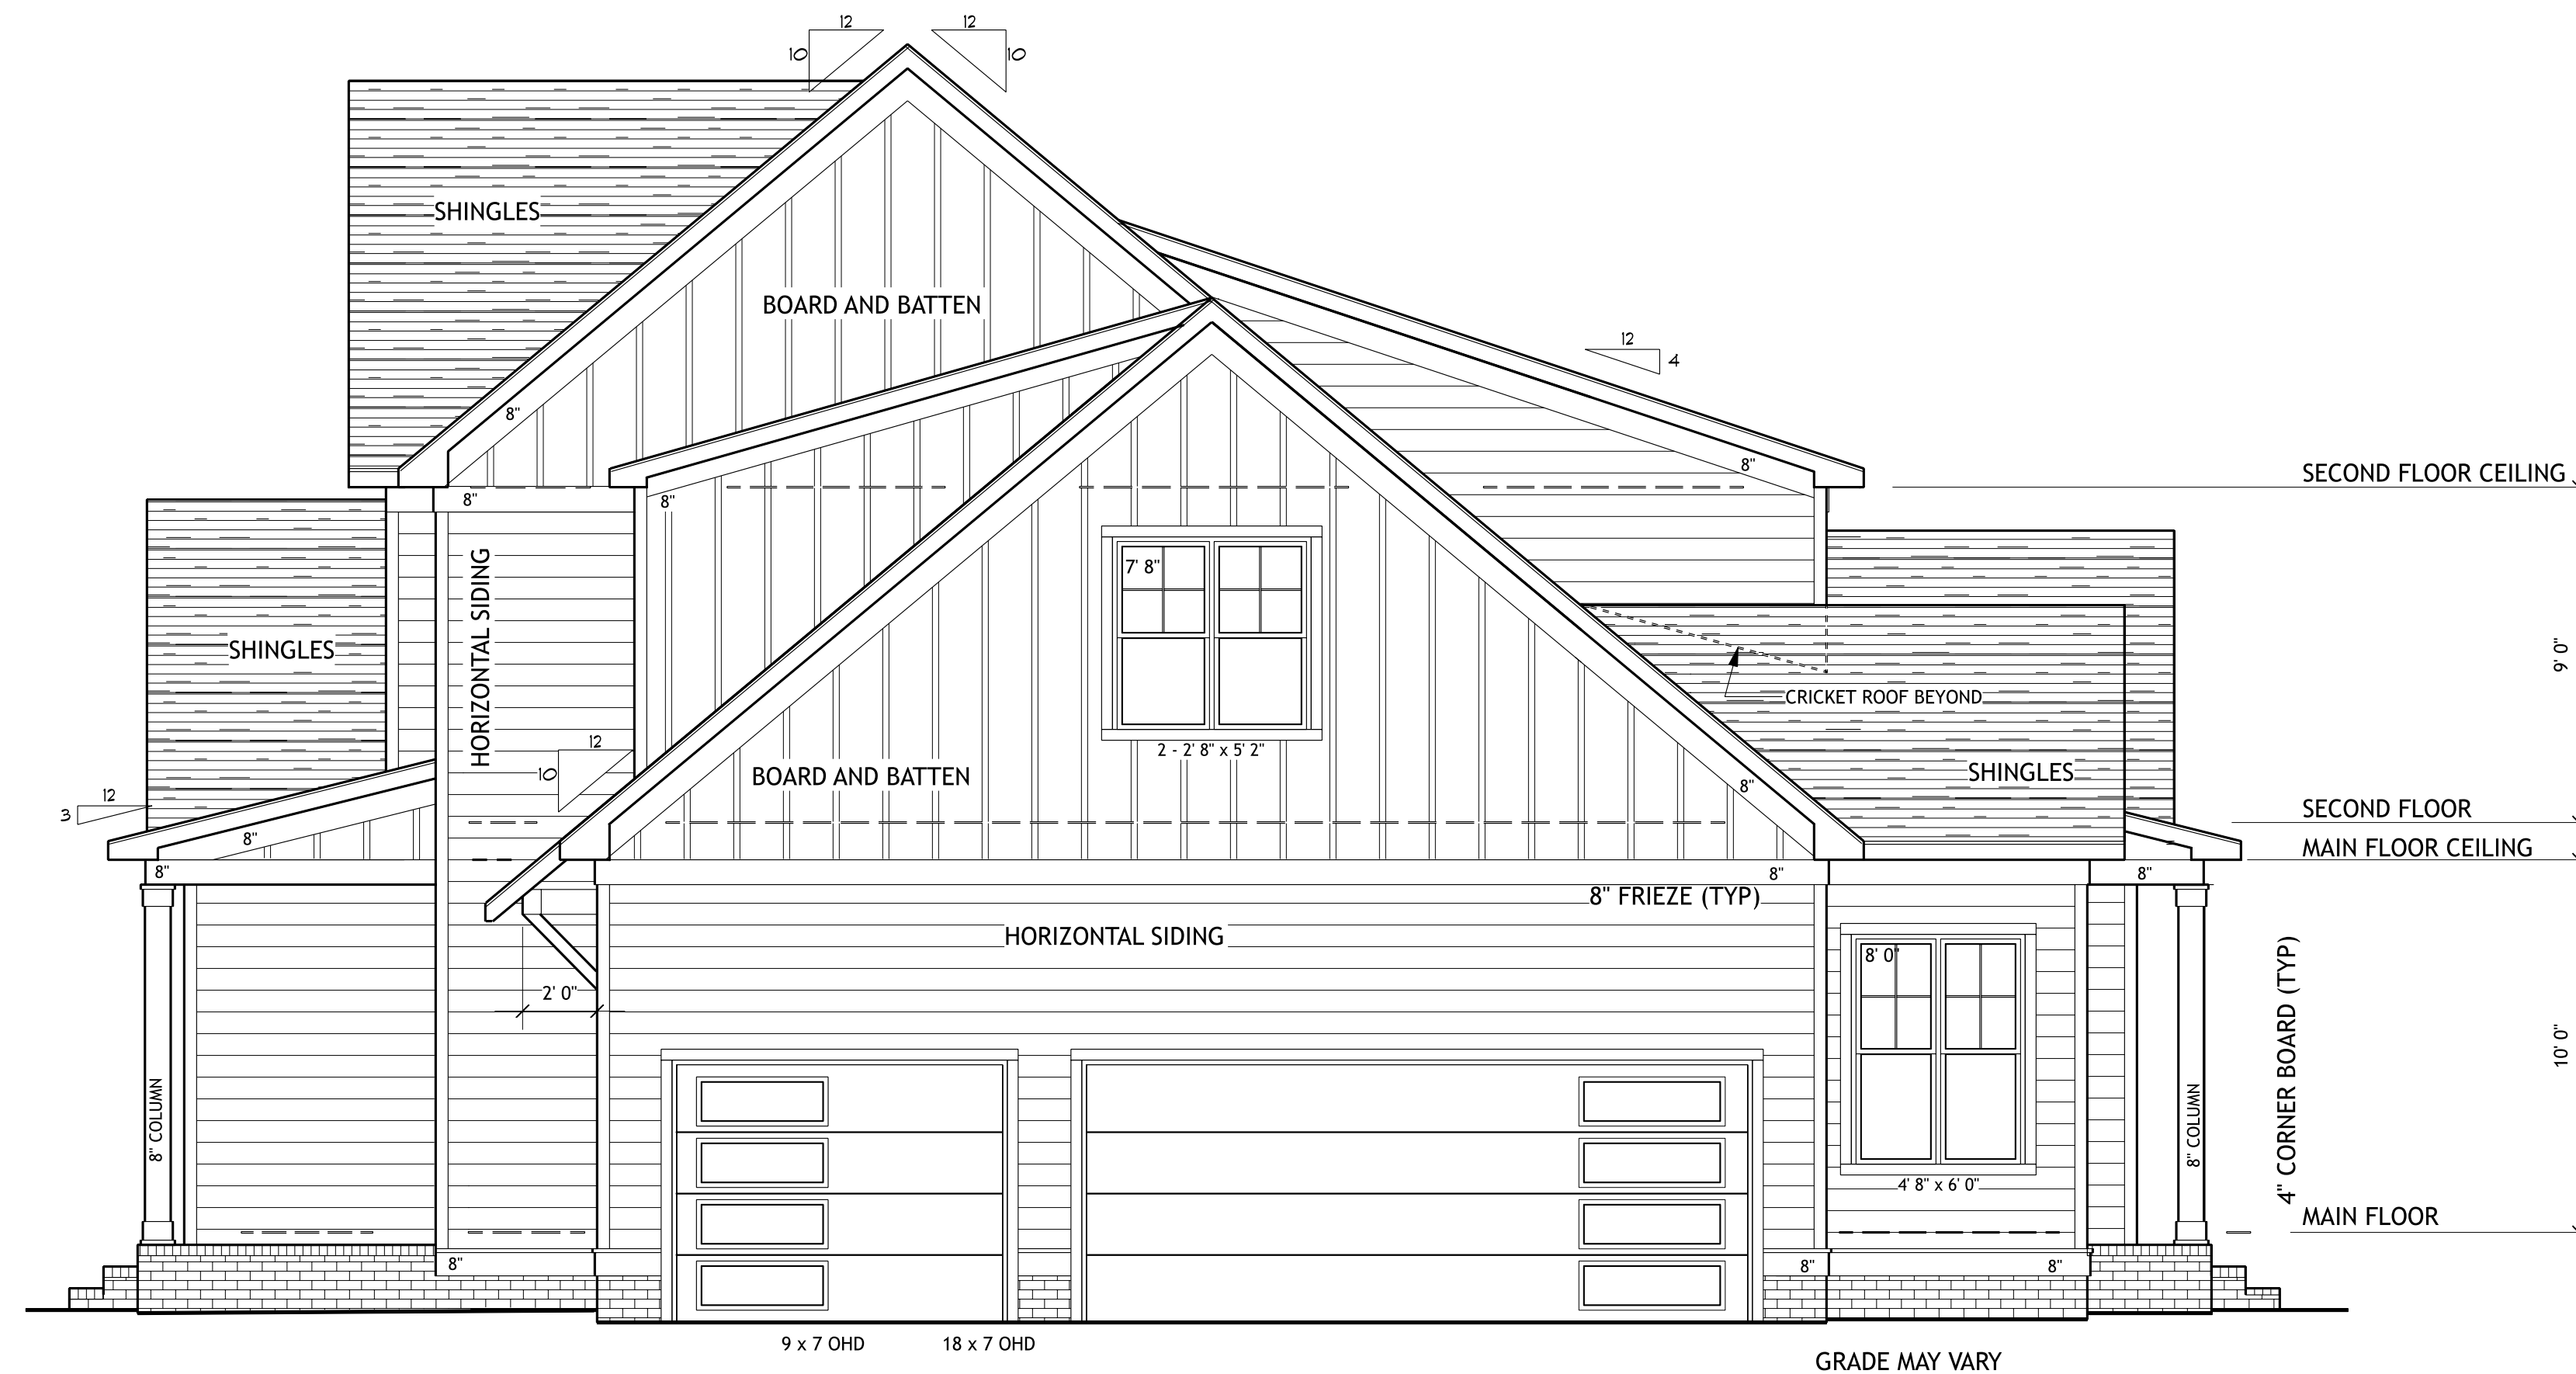 12
12
10
10
SHINGLES
BOARD AND BATTEN
12
4
8"
8"
SECOND FLOOR CEILING
8"
8"
HORIZONTAL SIDING
7' 8"
SHINGLES
9' 0"
CRICKET ROOF BEYOND
12
10
2 - 2' 8" x 5' 2"
BOARD AND BATTEN
SHINGLES
8"
12
3
SECOND FLOOR
8"
MAIN FLOOR CEILING
8"
8"
8"
8" FRIEZE (TYP)
HORIZONTAL SIDING
8' 0"
2' 0"
10' 0"
4" CORNER BOARD (TYP)
8" COLUMN
8" COLUMN
4' 8" x 6' 0"
MAIN FLOOR
8"
8"
8"
9 x 7 OHD
18 x 7 OHD
GRADE MAY VARY